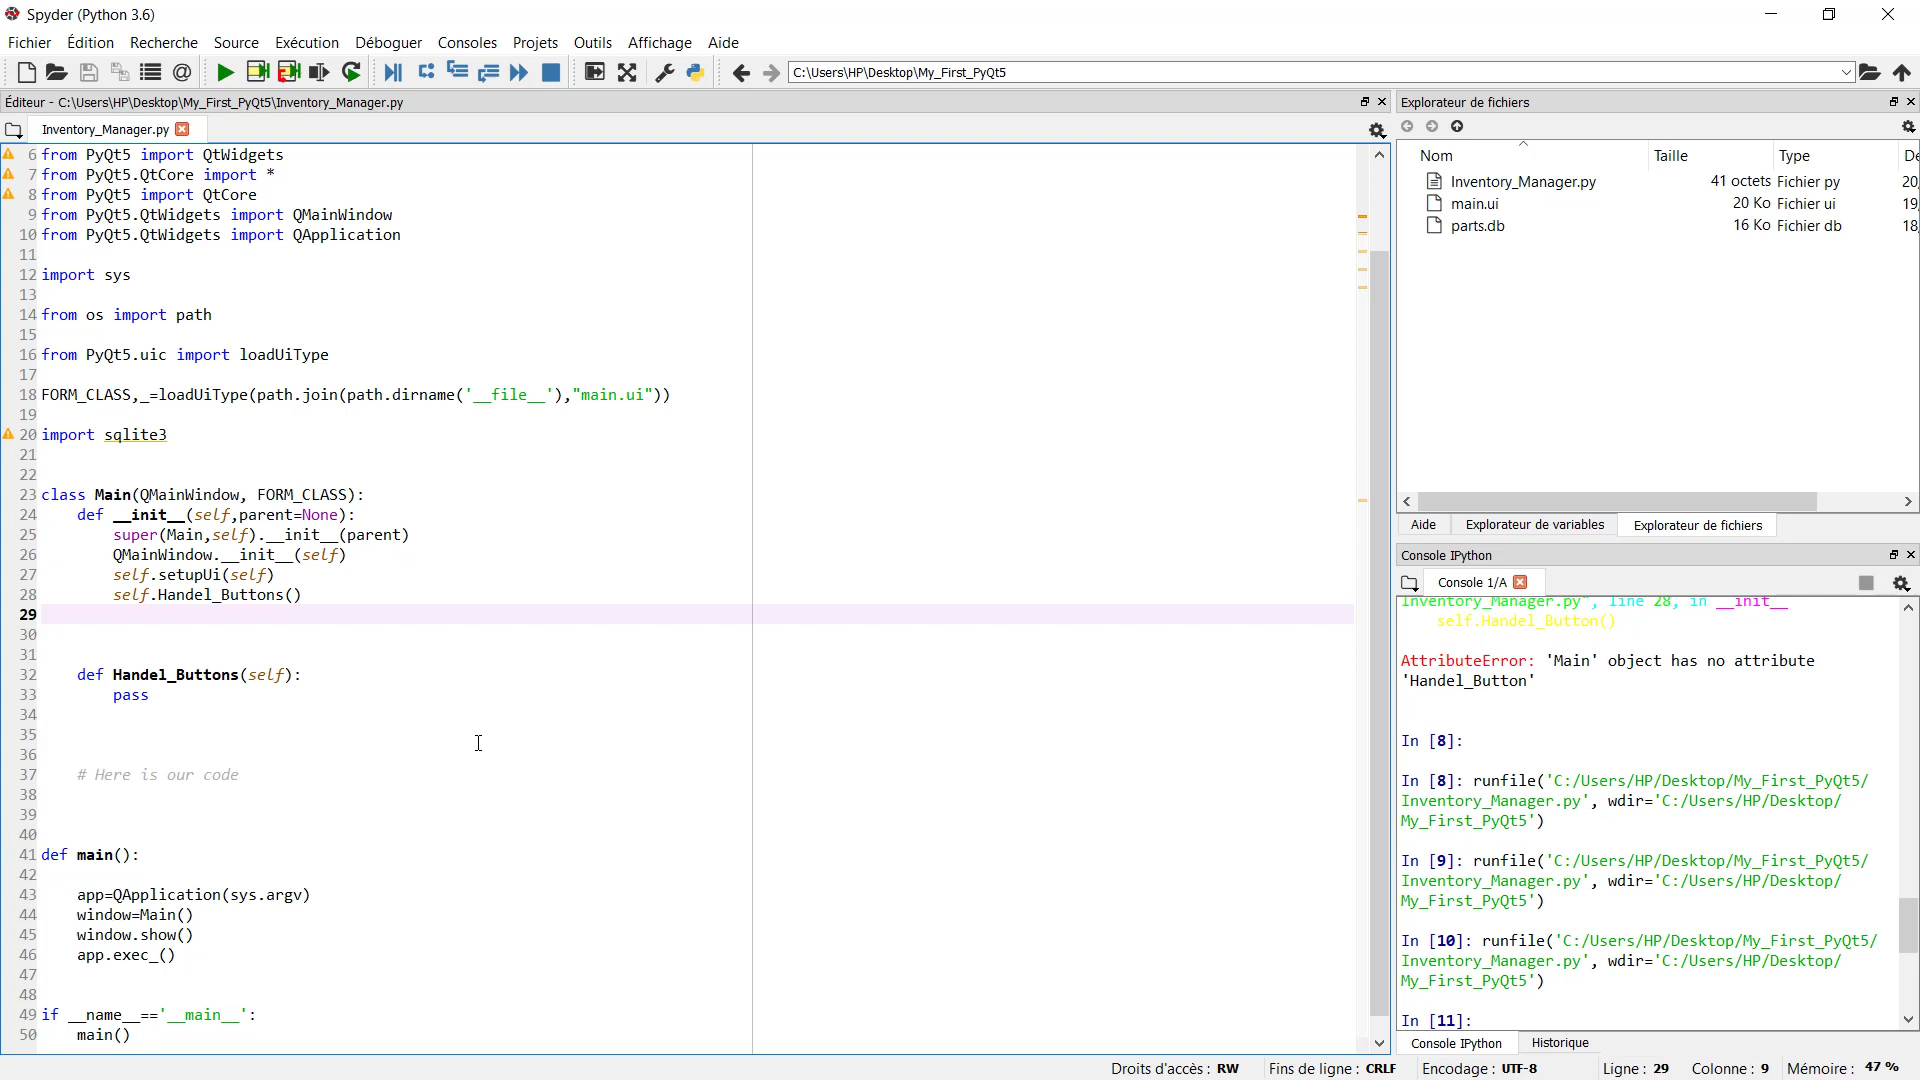 Spyder (Python 3.6)
Fichier Édition Recherche Source Exécution Déboguer Consoles Projets Outils Affichage Aide
C:\Users\HP\Desktop\My_First_PyQt5
Éditeur - C:\Users\HP\Desktop\My_First_PyQt5\Inventory_Manager.py
Inventory_Manager.py
6 from PyQt5 import QtWidgets
7 from PyQt5.QtCore import *
8 from PyQt5 import QtCore
9 from PyQt5.QtWidgets import QMainWindow
10 from PyQt5.QtWidgets import QApplication
11
12 import sys
13
14 from os import path
15
16 from PyQt5.uic import loadUiType
17
18 FORM_CLASS,_=loadUiType(path.join(path.dirname('__file__'),"main.ui"))
19
20 import sqlite3
21
22
23 class Main(QMainWindow, FORM_CLASS):
24 def __init__(self,parent=None):
25 super(Main,self).__init__(parent)
26 QMainWindow.__init__(self)
27 self.setupUi(self)
28 self.Handel_Buttons()
29
30
31
32 def Handel_Buttons(self):
33 pass
34
35
36
37 # Here is our code
38
39
40
41 def main():
42
43 app=QApplication(sys.argv)
44 window=Main()
45 window.show()
46 app.exec_()
47
48
49 if __name__=='__main__':
50 main()
Explorateur de fichiers
Nom Taille Type De
Inventory_Manager.py 41 octets Fichier py 20,
main.ui 20 Ko Fichier ui 19,
parts.db 16 Ko Fichier db 18,
Aide Explorateur de variables Explorateur de fichiers
Console IPython
Console 1/A
Inventory_Manager.py", line 28, in __init__
self.Handel_Button()
AttributeError: 'Main' object has no attribute
'Handel_Button'
In [8]:
In [8]: runfile('C:/Users/HP/Desktop/My_First_PyQt5/
Inventory_Manager.py', wdir='C:/Users/HP/Desktop/
My_First_PyQt5')
In [9]: runfile('C:/Users/HP/Desktop/My_First_PyQt5/
Inventory_Manager.py', wdir='C:/Users/HP/Desktop/
My_First_PyQt5')
In [10]: runfile('C:/Users/HP/Desktop/My_First_PyQt5/
Inventory_Manager.py', wdir='C:/Users/HP/Desktop/
My_First_PyQt5')
In [11]:
Console IPython Historique
Droits d'accès : RW Fins de ligne : CRLF Encodage : UTF-8 Ligne : 29 Colonne : 9 Mémoire : 47 %